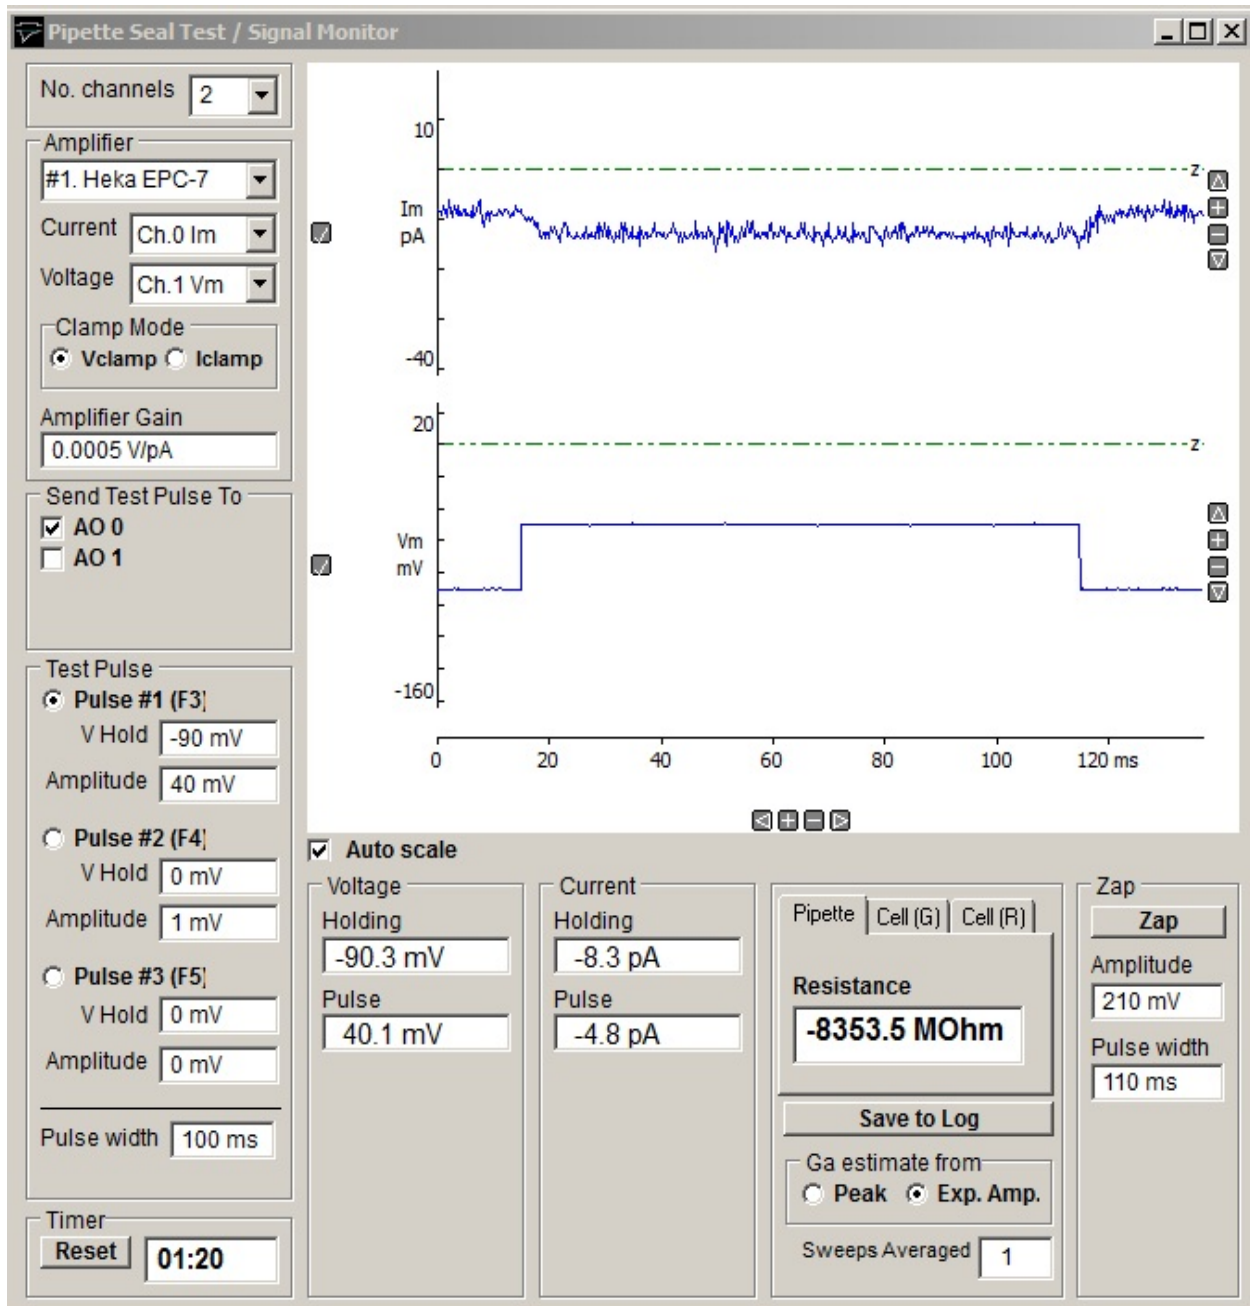 Pipette Seal Test / Signal Monitor
No. channels 2
Amplifier
#1. Heka EPC-7
Current Ch.0 Im
Voltage Ch.1 Vm
Clamp Mode
Vclamp Iclamp
Amplifier Gain
0.0005 V/pA
Send Test Pulse To
AO 0
AO 1
Test Pulse
Pulse #1 (F3)
V Hold -90 mV
Amplitude 40 mV
Pulse #2 (F4)
V Hold 0 mV
Amplitude 1 mV
Pulse #3 (F5)
V Hold 0 mV
Amplitude 0 mV
Pulse width 100 ms
Timer
Reset 01:20
10
z
Im
pA
-40
20
z
Vm
mV
-160
0 20 40 60 80 100 120 ms
Auto scale
Voltage
Holding
-90.3 mV
Pulse
40.1 mV
Current
Holding
-8.3 pA
Pulse
-4.8 pA
Pipette Cell (G) Cell (R)
Resistance
-8353.5 MOhm
Save to Log
Ga estimate from
Peak Exp. Amp.
Sweeps Averaged 1
Zap
Zap
Amplitude
210 mV
Pulse width
110 ms